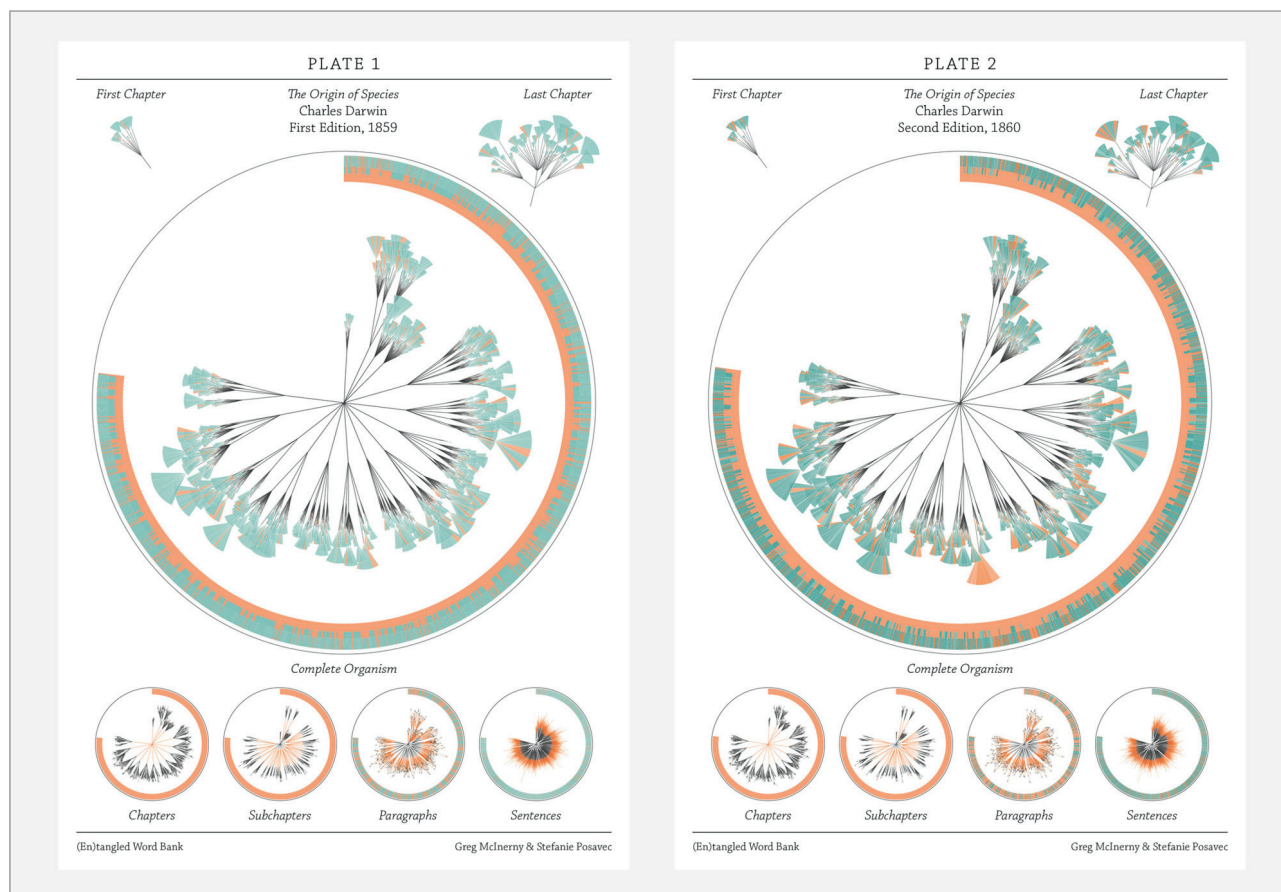 PLATE 1
First Chapter
The Origin of Species
Charles Darwin
First Edition, 1859
Last Chapter
Complete Organism
Chapters
Subchapters
Paragraphs
Sentences
(En)tangled Word Bank
Greg McInerny & Stefanie Posavec
PLATE 2
First Chapter
The Origin of Species
Charles Darwin
Second Edition, 1860
Last Chapter
Complete Organism
Chapters
Subchapters
Paragraphs
Sentences
(En)tangled Word Bank
Greg McInerny & Stefanie Posavec